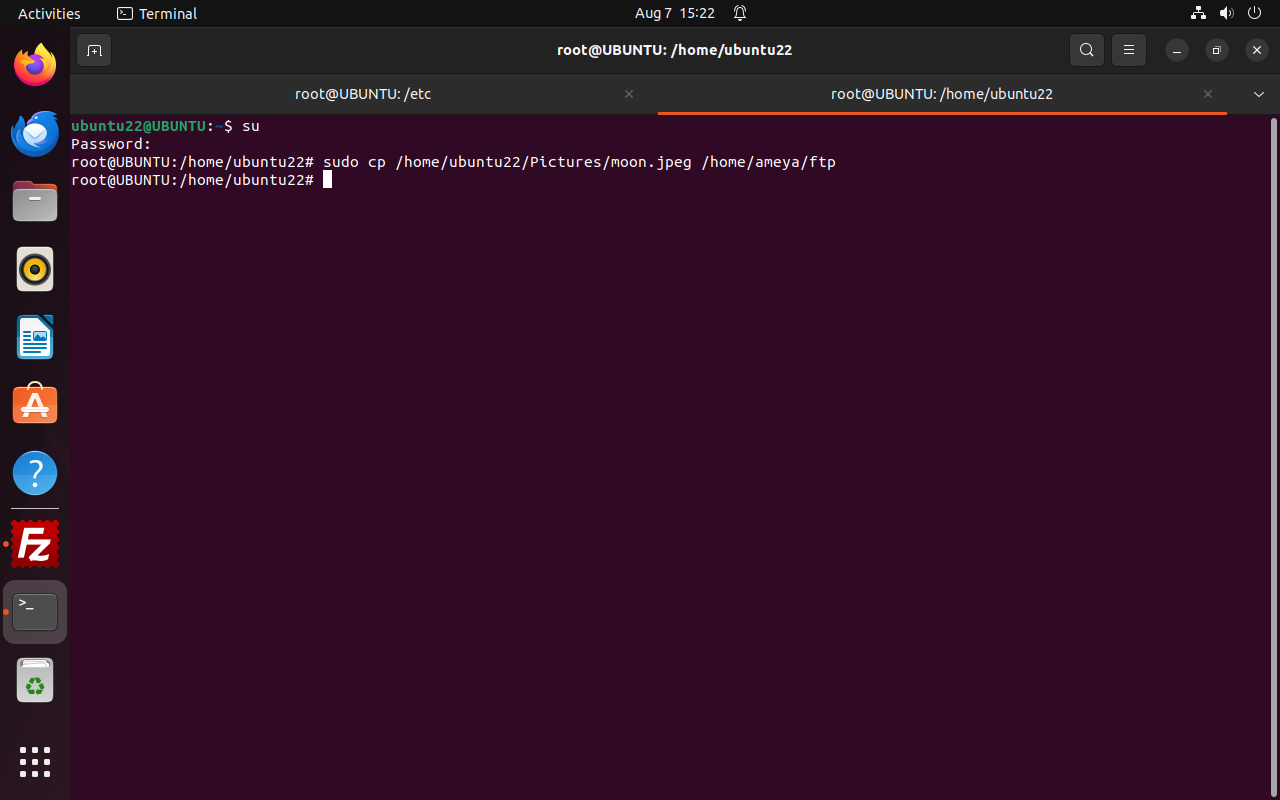 Activities Terminal Aug 7 15:22
root@UBUNTU: /home/ubuntu22
root@UBUNTU: /etc root@UBUNTU: /home/ubuntu22
ubuntu22@UBUNTU:~$ su
Password:
root@UBUNTU:/home/ubuntu22# sudo cp /home/ubuntu22/Pictures/moon.jpeg /home/ameya/ftp
root@UBUNTU:/home/ubuntu22#
?
Fz
>_